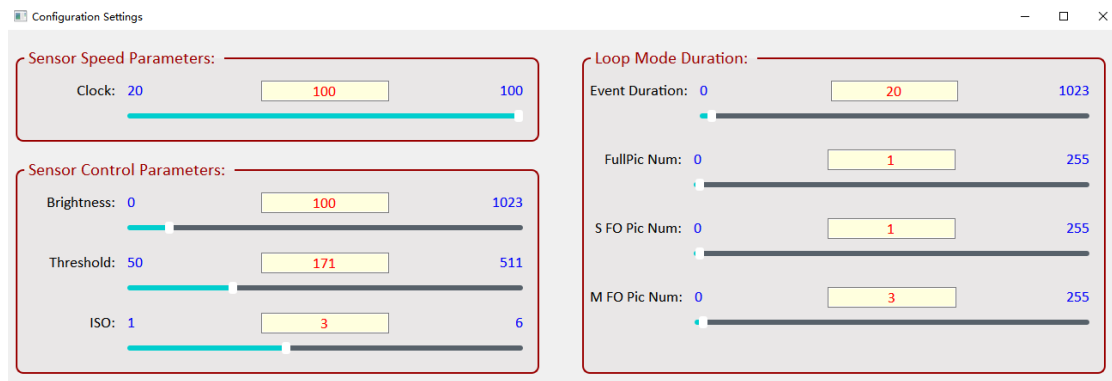 Configuration Settings
Sensor Speed Parameters:
Clock: 20 100 100
Sensor Control Parameters:
Brightness: 0 100 1023
Threshold: 50 171 511
ISO: 1 3 6
Loop Mode Duration:
Event Duration: 0 20 1023
FullPic Num: 0 1 255
S FO Pic Num: 0 1 255
M FO Pic Num: 0 3 255